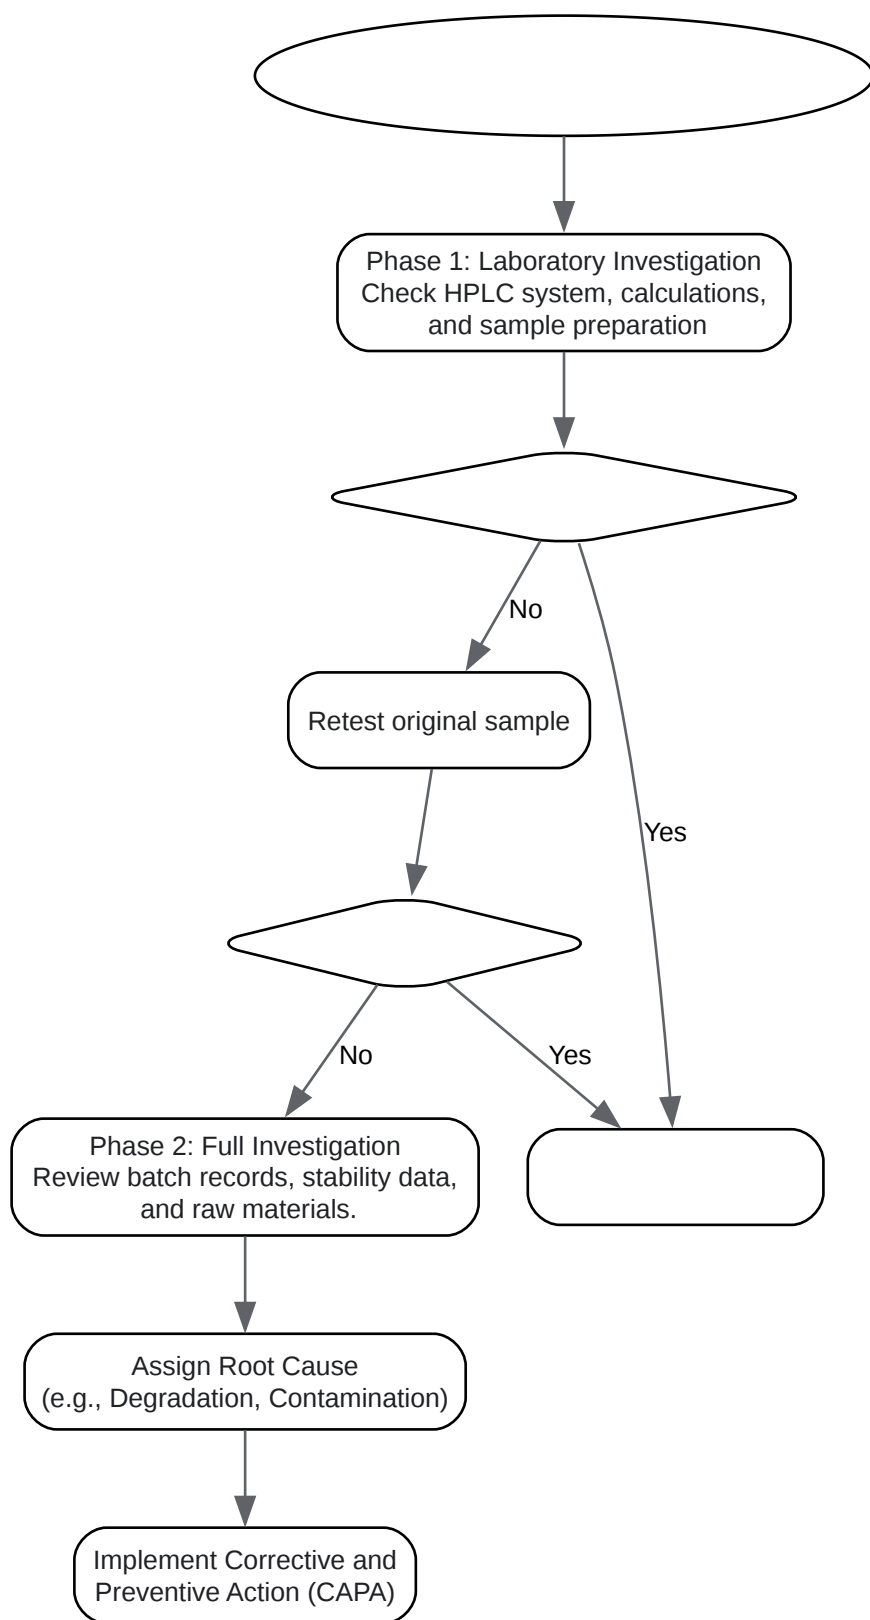 Phase 1: Laboratory Investigation
Check HPLC system, calculations,
and sample preparation
No
Retest original sample
Yes
No
Yes
Phase 2: Full Investigation
Review batch records, stability data,
and raw materials.
Assign Root Cause
(e.g., Degradation, Contamination)
Implement Corrective and
Preventive Action (CAPA)